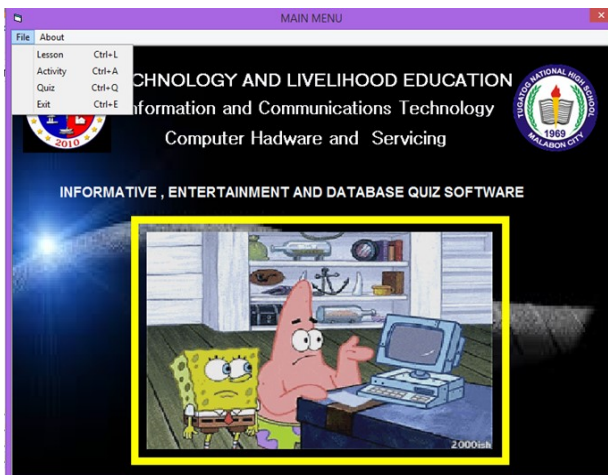 MAIN MENU
File About
Lesson Ctrl+L
Activity Ctrl+A
Quiz Ctrl+Q
Exit Ctrl+E
CHNOLOGY AND LIVELIHOOD EDUCATION
nformation and Communications Technology
Computer Hadware and Servicing
2010
TUGATOG NATIONAL HIGH SCHOOL
1969
MALABON CITY
INFORMATIVE , ENTERTAINMENT AND DATABASE QUIZ SOFTWARE
2000ish